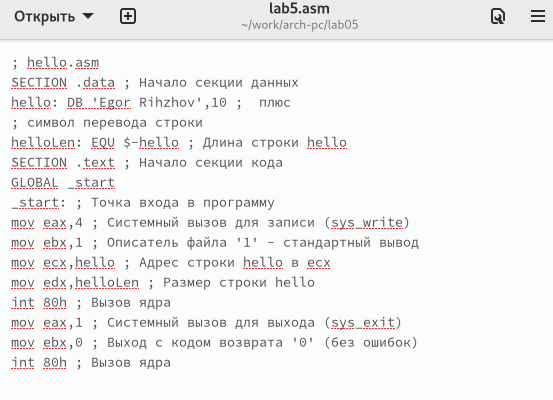 Открыть
lab5.asm
~/work/arch-pc/lab05
; hello.asm
SECTION .data ; Начало секции данных
hello: DB 'Egor Rihzhov',10 ;  плюс
; символ перевода строки
helloLen: EQU $-hello ; Длина строки hello
SECTION .text ; Начало секции кода
GLOBAL _start
_start: ; Точка входа в программу
mov eax,4 ; Системный вызов для записи (sys_write)
mov ebx,1 ; Описатель файла '1' - стандартный вывод
mov ecx,hello ; Адрес строки hello в ecx
mov edx,helloLen ; Размер строки hello
int 80h ; Вызов ядра
mov eax,1 ; Системный вызов для выхода (sys_exit)
mov ebx,0 ; Выход с кодом возврата '0' (без ошибок)
int 80h ; Вызов ядра